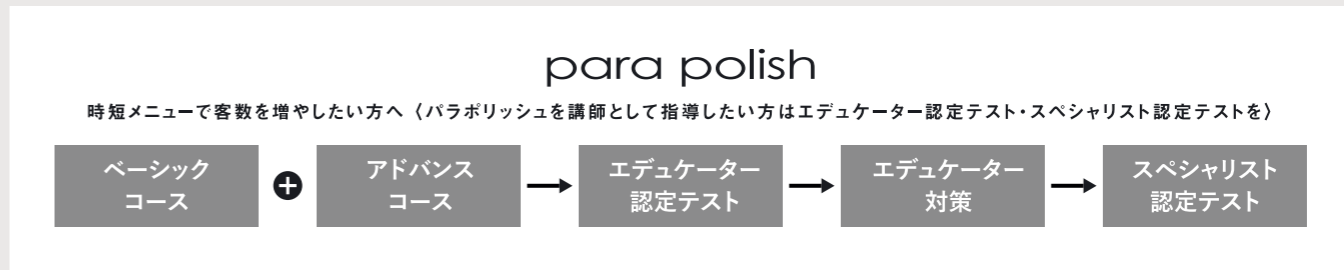 para polish
時短メニューで客数を増やしたい方へ〈パラポリッシュを講師として指導したい方はエデュケーター認定テスト・スペシャリスト認定テストを〉
ベーシック
コース
アドバンス
コース
エデュケーター
認定テスト
エデュケーター
対策
スペシャリスト
認定テスト